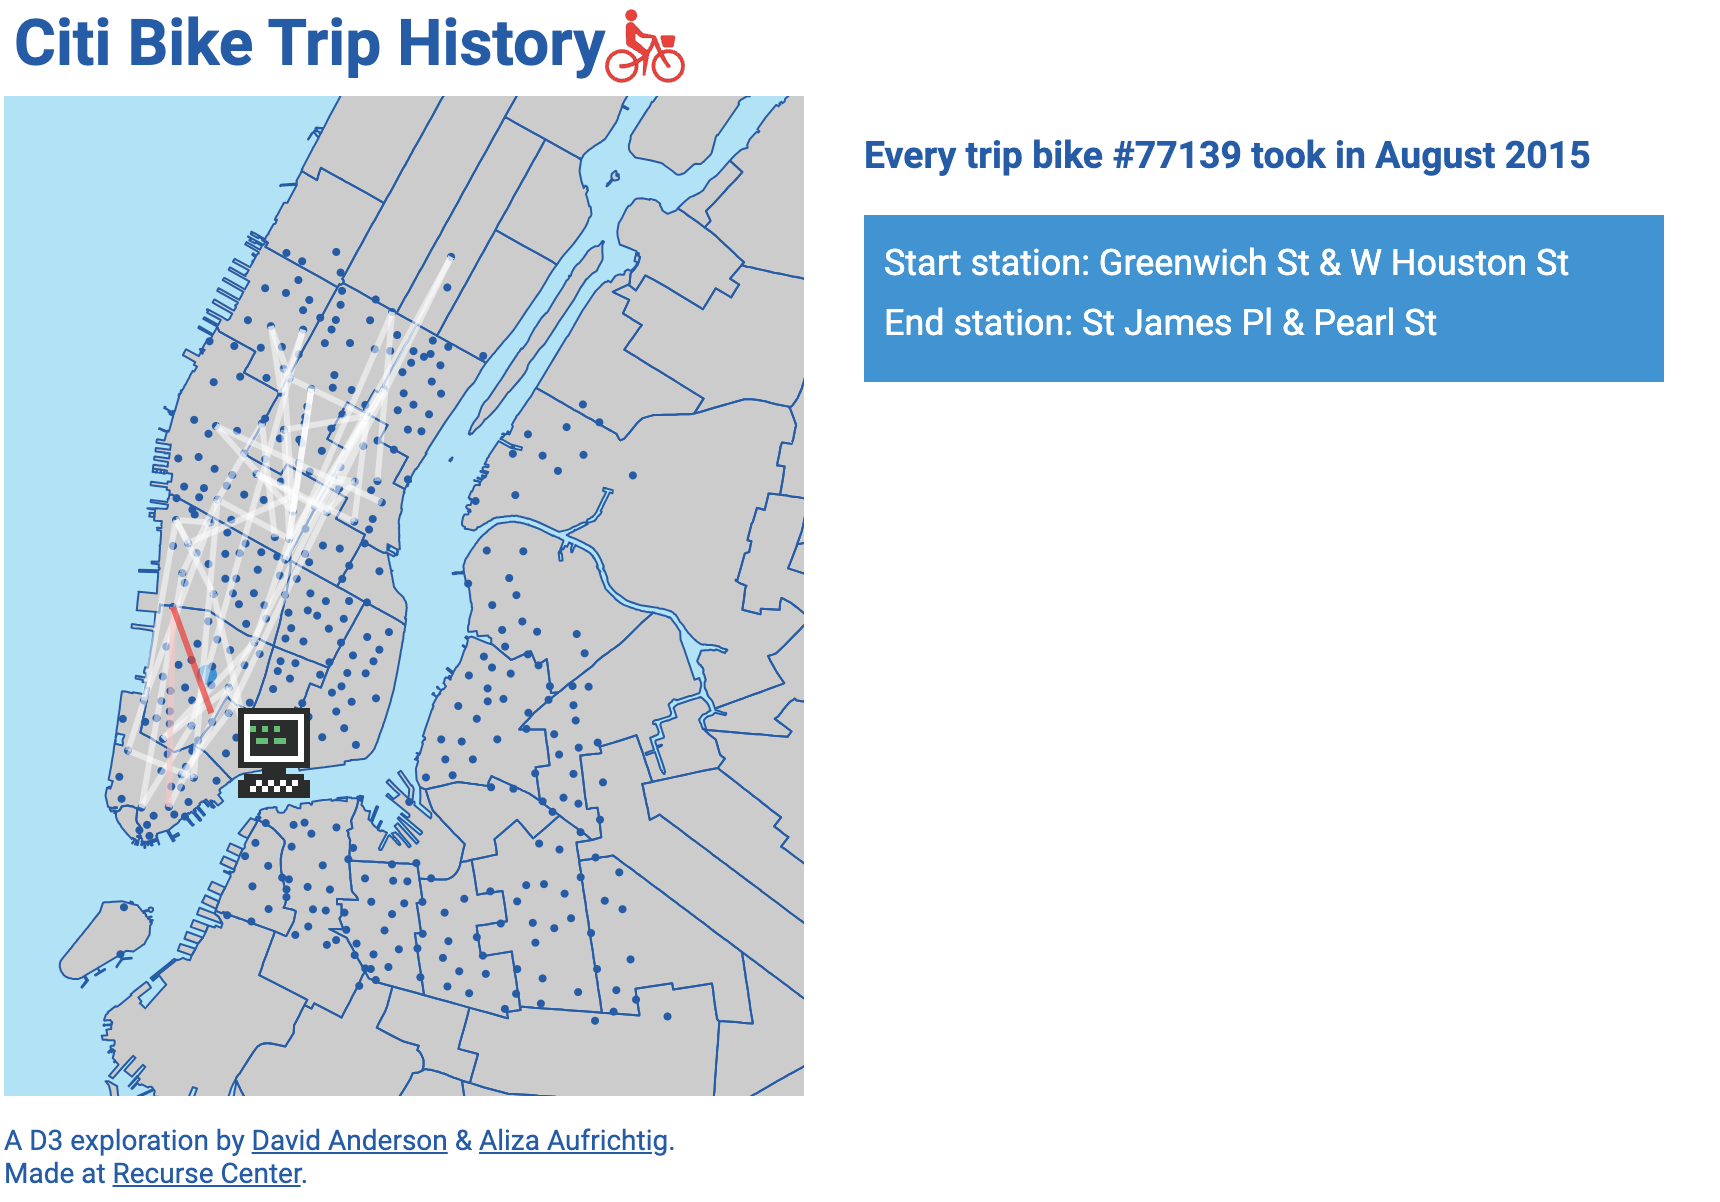 Citi Bike Trip History
Every trip bike #77139 took in August 2015
Start station: Greenwich St & W Houston St
End station: St James Pl & Pearl St
A D3 exploration by David Anderson & Aliza Aufrichtig.
Made at Recurse Center.